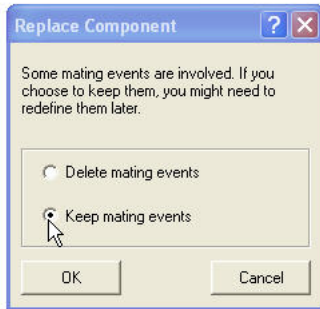 Replace Component
Some mating events are involved. If you
choose to keep them, you might need to
redefine them later.
Delete mating events
Keep mating events
OK
Cancel